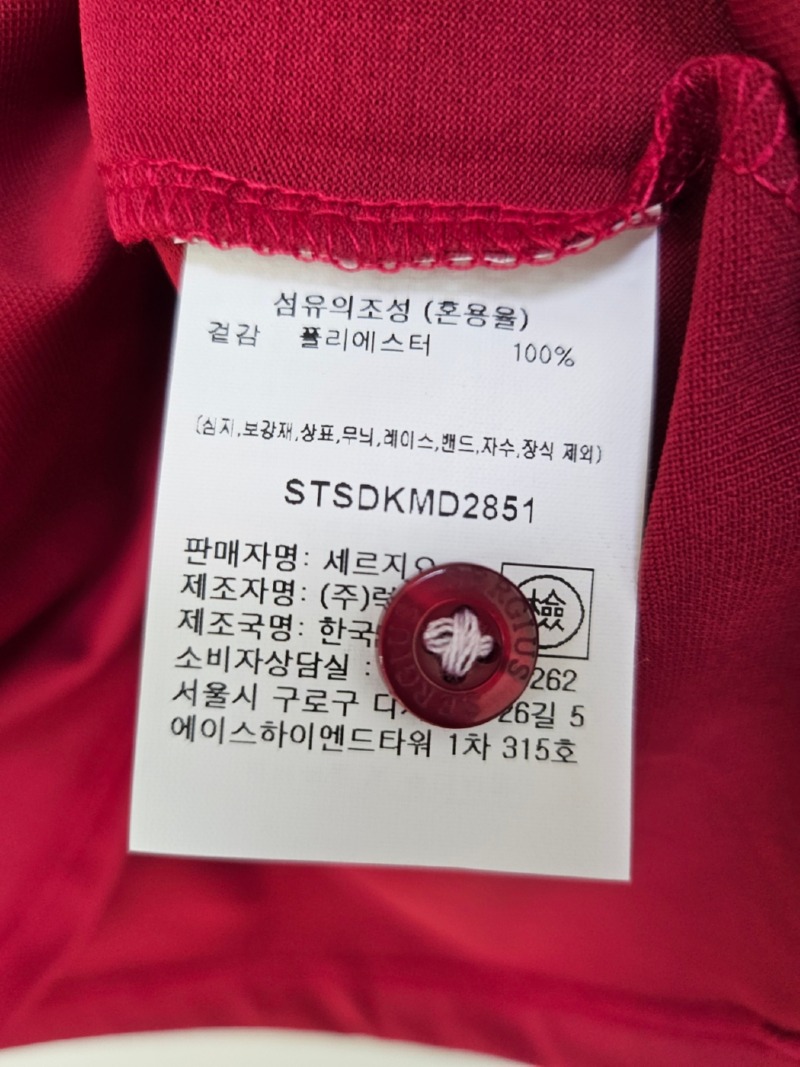 섬유의조성 (혼용율)
겉감 폴리에스터 100%
(심지,보강재,상표,무늬,레이스,밴드,자수,장식 제외)
STSDKMD2851
판매자명: 세르지오
제조자명: (주)
제조국명: 한국
檢
소비자상담실 : 262
서울시 구로구 26길 5
에이스하이엔드타워 1차 315호
SERGIUS